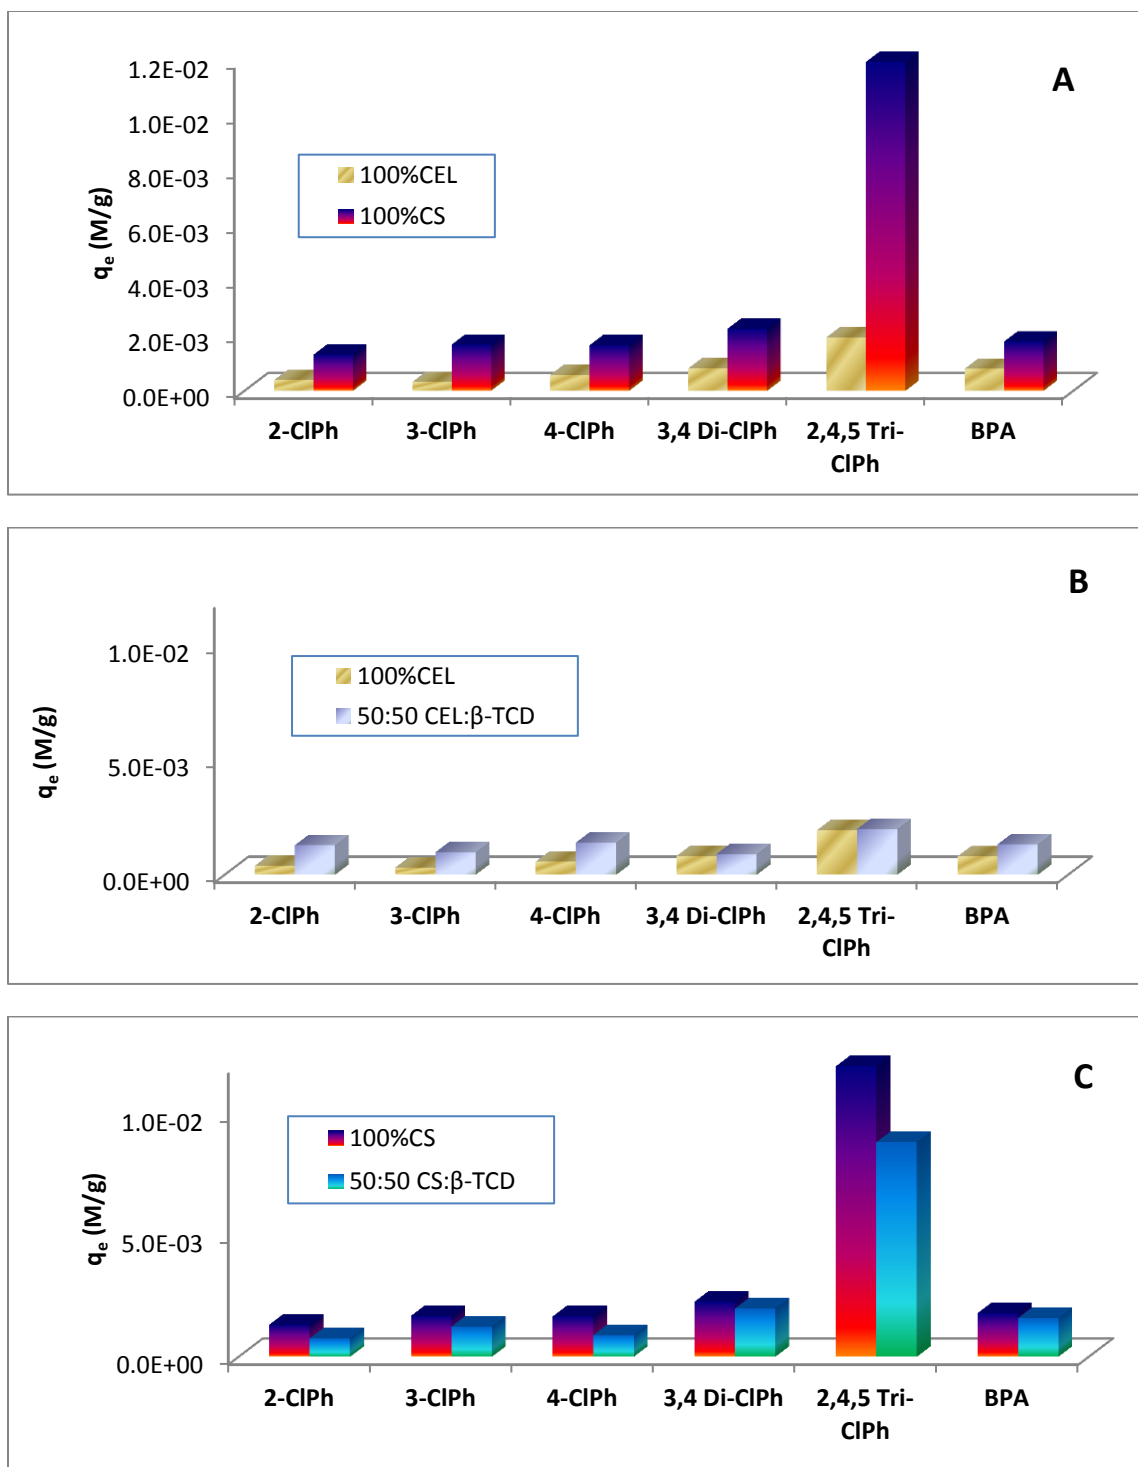 A
1.2E-02
1.0E-02
8.0E-03
6.0E-03
4.0E-03
2.0E-03
0.0E+00
qe (M/g)
100%CEL
100%CS
2-ClPh 3-ClPh 4-ClPh 3,4 Di-ClPh 2,4,5 Tri- BPA
ClPh
B
1.0E-02
5.0E-03
0.0E+00
qe (M/g)
100%CEL
50:50 CEL:β-TCD
2-ClPh 3-ClPh 4-ClPh 3,4 Di-ClPh 2,4,5 Tri- BPA
ClPh
C
1.0E-02
5.0E-03
0.0E+00
qe (M/g)
100%CS
50:50 CS:β-TCD
2-ClPh 3-ClPh 4-ClPh 3,4 Di-ClPh 2,4,5 Tri- BPA
ClPh